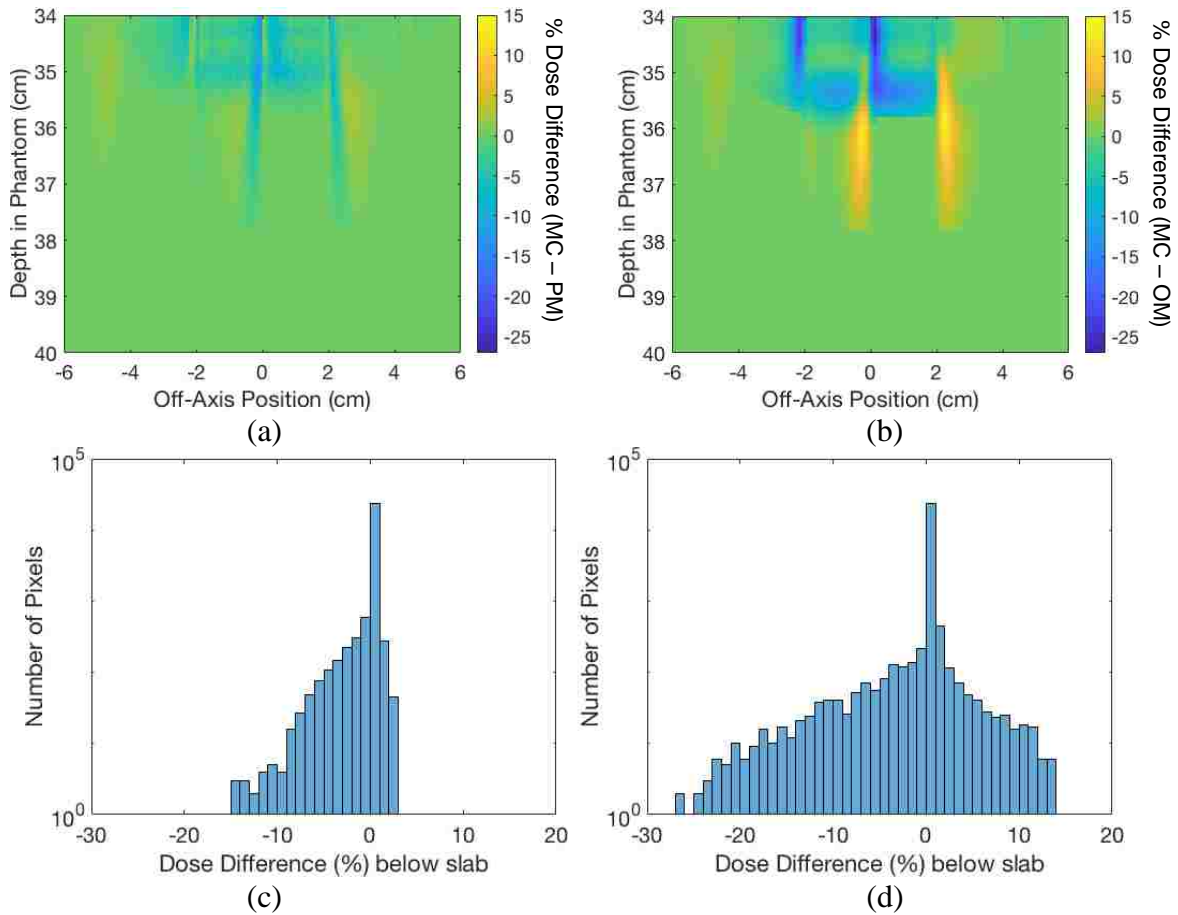 34
35
36
37
38
39
40
Depth in Phantom (cm)
-6 -4 -2 0 2 4 6
Off-Axis Position (cm)
15
10
5
0
-5
-10
-15
-20
-25
% Dose Difference (MC – PM)
(a)
34
35
36
37
38
39
40
Depth in Phantom (cm)
-6 -4 -2 0 2 4 6
Off-Axis Position (cm)
15
10
5
0
-5
-10
-15
-20
-25
% Dose Difference (MC – OM)
(b)
10^5
Number of Pixels
10^0
-30 -20 -10 0 10 20
Dose Difference (%) below slab
(c)
10^5
Number of Pixels
10^0
-30 -20 -10 0 10 20
Dose Difference (%) below slab
(d)